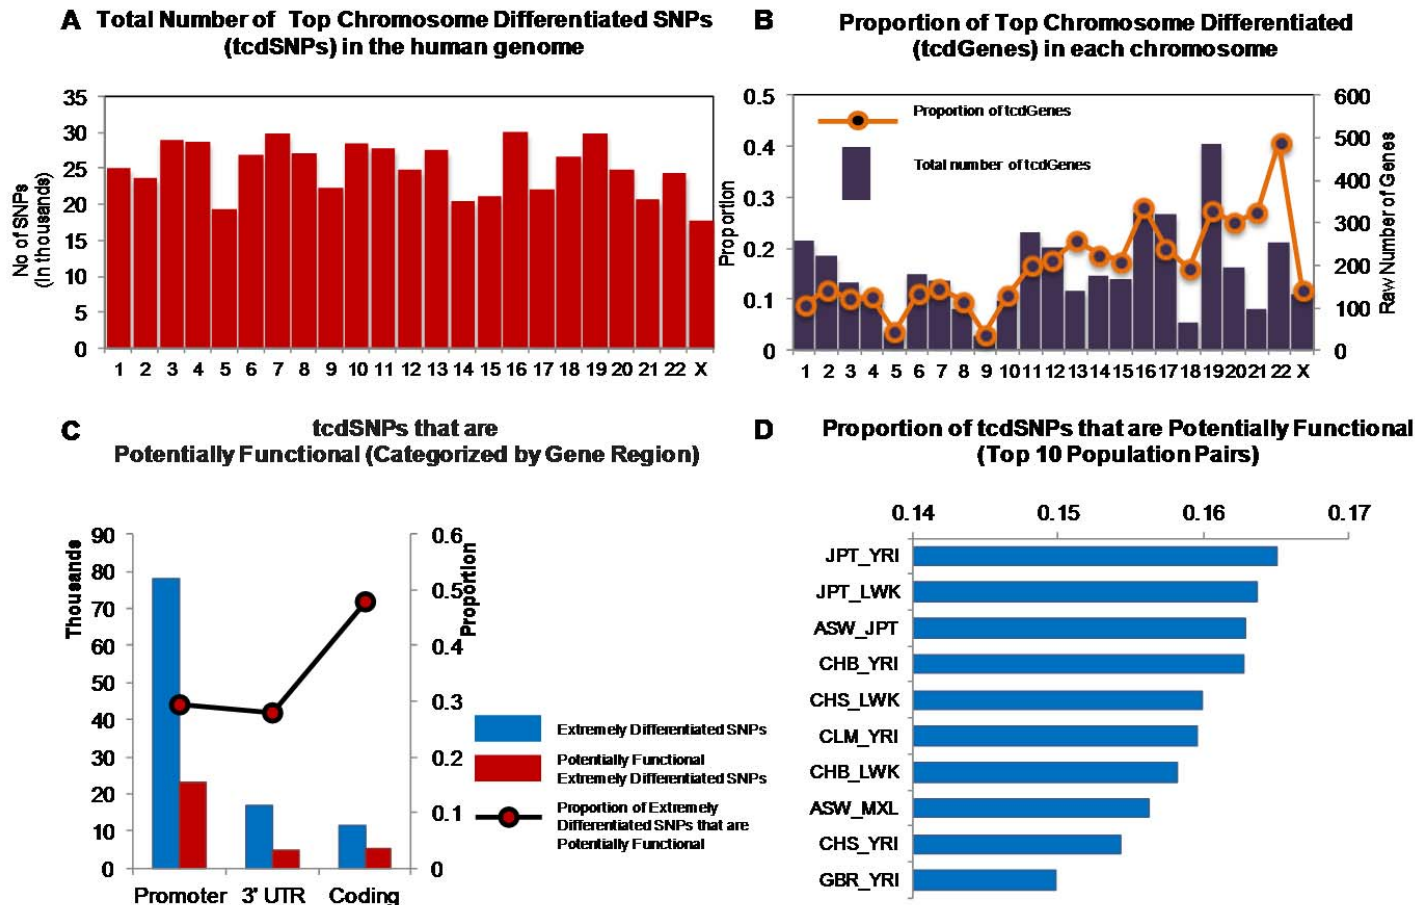 A Total Number of Top Chromosome Differentiated SNPs
(tcdSNPs) in the human genome
No of SNPs
(In thousands)
35
30
25
20
15
10
5
0
1 2 3 4 5 6 7 8 9 10 11 12 13 14 15 16 17 18 19 20 21 22 X
B Proportion of Top Chromosome Differentiated
(tcdGenes) in each chromosome
Proportion
0.5
0.4
0.3
0.2
0.1
0
Proportion of tcdGenes
Total number of tcdGenes
600
500
400
300
200
100
0
Raw Number of Genes
1 2 3 4 5 6 7 8 9 10 11 12 13 14 15 16 17 18 19 20 21 22 X
C tcdSNPs that are
Potentially Functional (Categorized by Gene Region)
Thousands
90
80
70
60
50
40
30
20
10
0
0.6
0.5
0.4
0.3
0.2
0.1
0
Proportion
Promoter 3' UTR Coding
Extremely Differentiated SNPs
Potentially Functional
Extremely Differentiated SNPs
Proportion of Extremely
Differentiated SNPs that are
Potentially Functional
D Proportion of tcdSNPs that are Potentially Functional
(Top 10 Population Pairs)
0.14 0.15 0.16 0.17
JPT_YRI
JPT_LWK
ASW_JPT
CHB_YRI
CHS_LWK
CLM_YRI
CHB_LWK
ASW_MXL
CHS_YRI
GBR_YRI